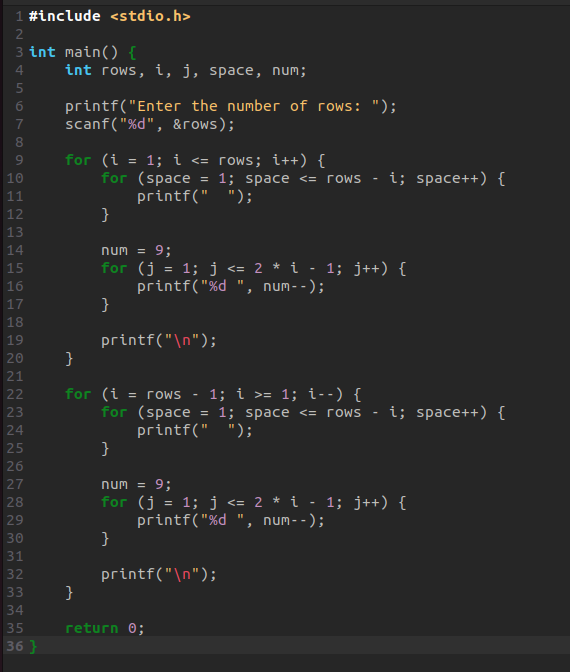 1 #include <stdio.h>
2
3 int main() {
4     int rows, i, j, space, num;
5
6     printf("Enter the number of rows: ");
7     scanf("%d", &rows);
8
9     for (i = 1; i <= rows; i++) {
10         for (space = 1; space <= rows - i; space++) {
11             printf("  ");
12         }
13
14         num = 9;
15         for (j = 1; j <= 2 * i - 1; j++) {
16             printf("%d ", num--);
17         }
18
19         printf("\n");
20     }
21
22     for (i = rows - 1; i >= 1; i--) {
23         for (space = 1; space <= rows - i; space++) {
24             printf("  ");
25         }
26
27         num = 9;
28         for (j = 1; j <= 2 * i - 1; j++) {
29             printf("%d ", num--);
30         }
31
32         printf("\n");
33     }
34
35     return 0;
36 }